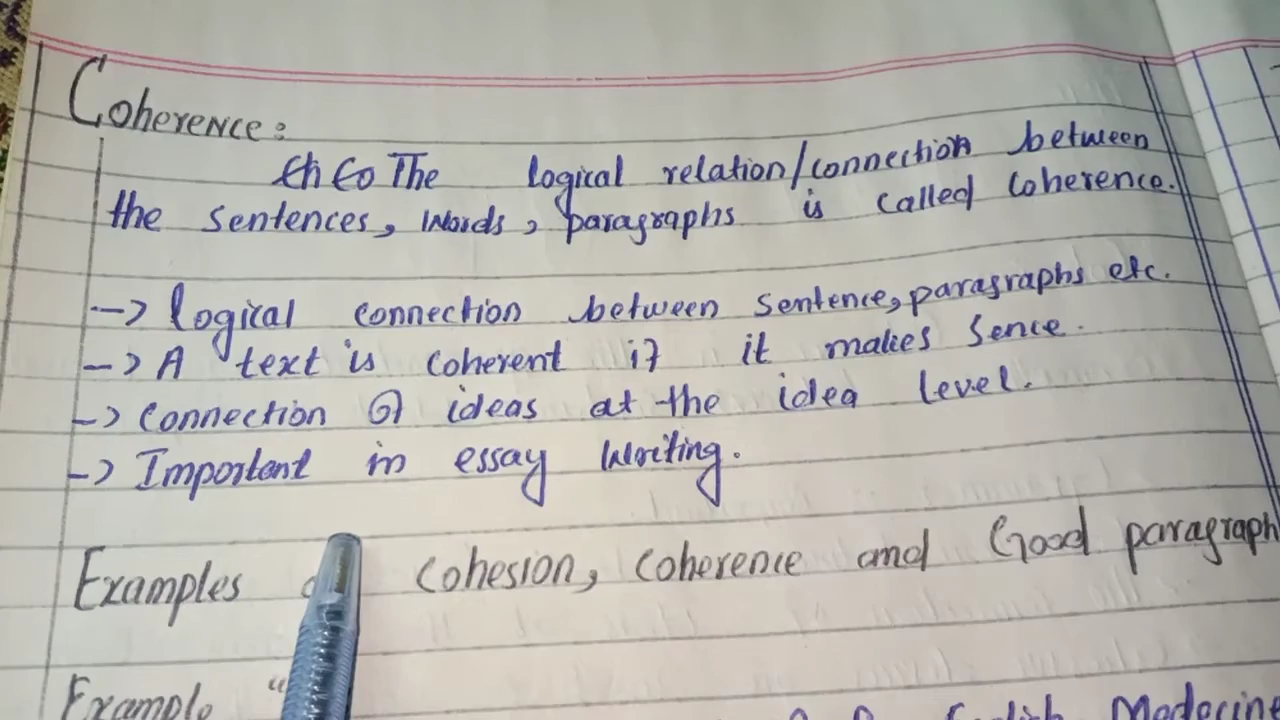 Coherence:
The logical relation/connection between
the sentences, words, paragraphs is called Coherence.
-> Logical connection between sentence, paragraphs etc.
-> A text is coherent if it makes Sence.
-> Connection of ideas at the idea level.
-> Important in essay writing.
Examples Cohesion, Coherence and Good paragraph
Example "